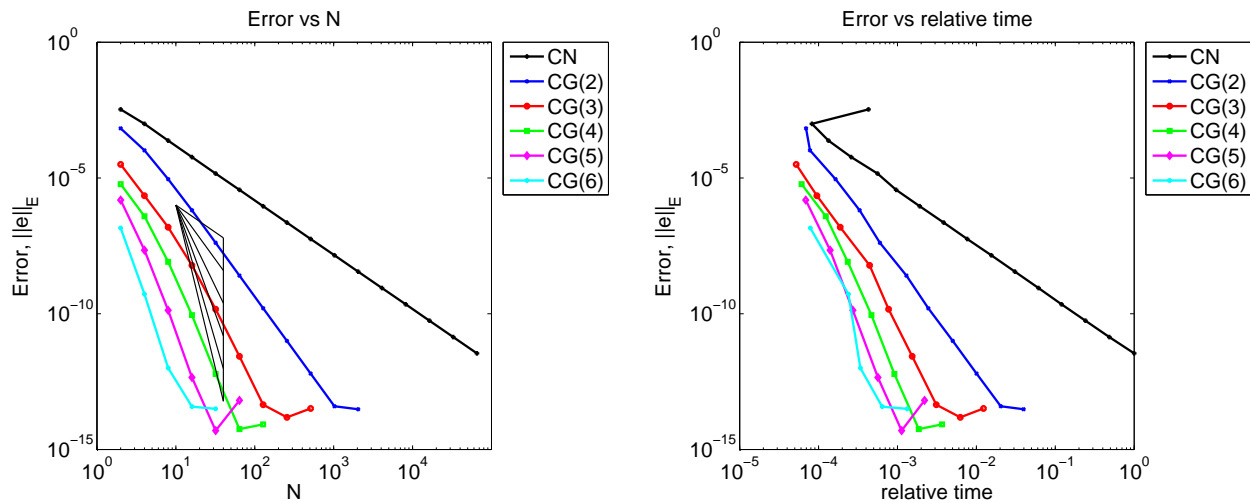 Error vs N
10^0
10^−5
10^−10
10^−15
Error, ||e||_E
10^0
10^1
10^2
10^3
10^4
N
CN
CG(2)
CG(3)
CG(4)
CG(5)
CG(6)
Error vs relative time
10^0
10^−5
10^−10
10^−15
Error, ||e||_E
10^−5
10^−4
10^−3
10^−2
10^−1
10^0
relative time
CN
CG(2)
CG(3)
CG(4)
CG(5)
CG(6)